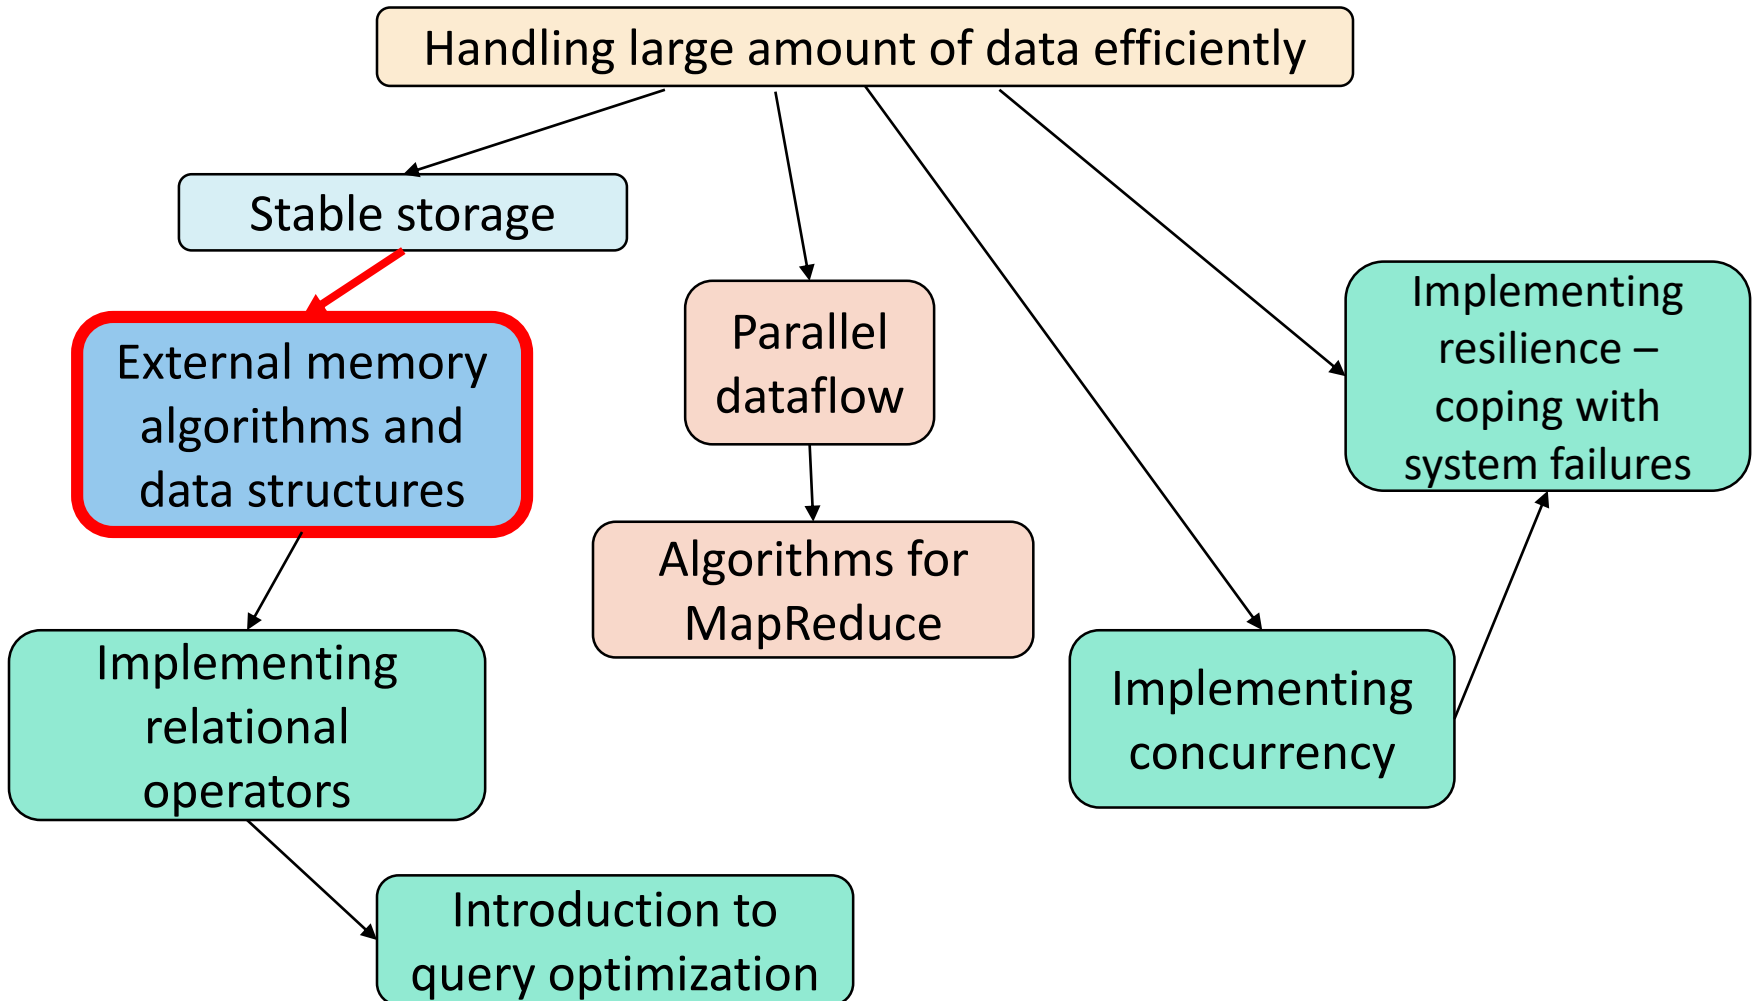 Handling large amount of data efficiently
Stable storage
External memory
algorithms and
data structures
Parallel
dataflow
Implementing
resilience –
coping with
system failures
Algorithms for
MapReduce
Implementing
relational
operators
Implementing
concurrency
Introduction to
query optimization